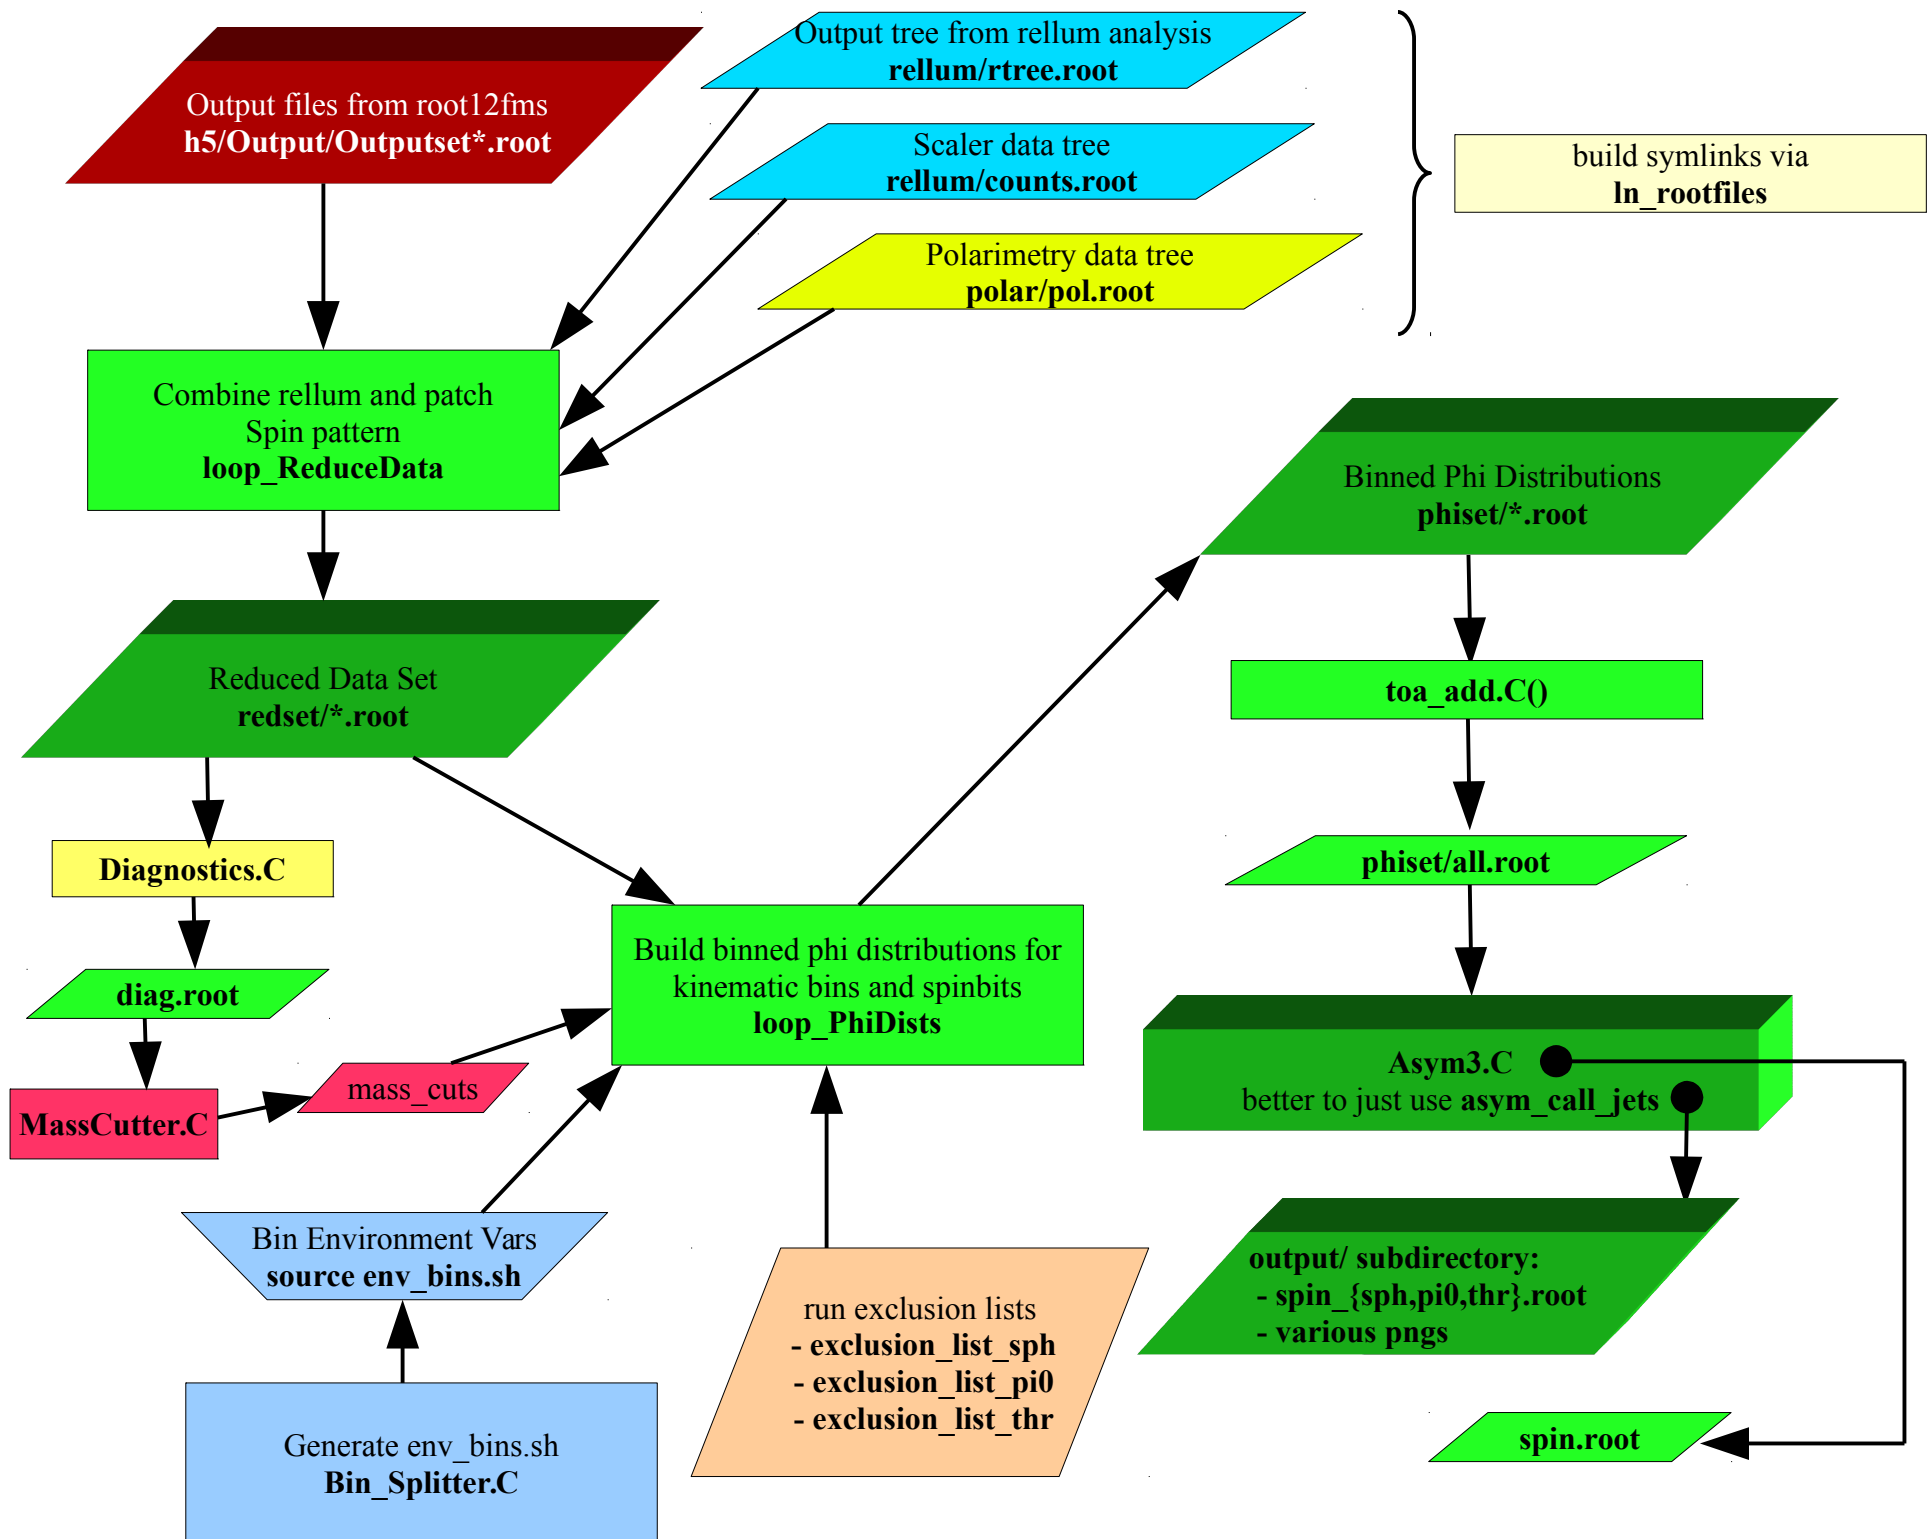 Output files from root12fms
h5/Output/Outputset*.root
Output tree from rellum analysis
rellum/rtree.root
Scaler data tree
rellum/counts.root
Polarimetry data tree
polar/pol.root
build symlinks via
ln_rootfiles
Combine rellum and patch
Spin pattern
loop_ReduceData
Reduced Data Set
redset/*.root
Diagnostics.C
diag.root
MassCutter.C
mass_cuts
Bin Environment Vars
source env_bins.sh
Generate env_bins.sh
Bin_Splitter.C
Build binned phi distributions for
kinematic bins and spinbits
loop_PhiDists
run exclusion lists
- exclusion_list_sph
- exclusion_list_pi0
- exclusion_list_thr
Binned Phi Distributions
phiset/*.root
toa_add.C()
phiset/all.root
Asym3.C
better to just use asym_call_jets
output/ subdirectory:
- spin_{sph,pi0,thr}.root
- various pngs
spin.root